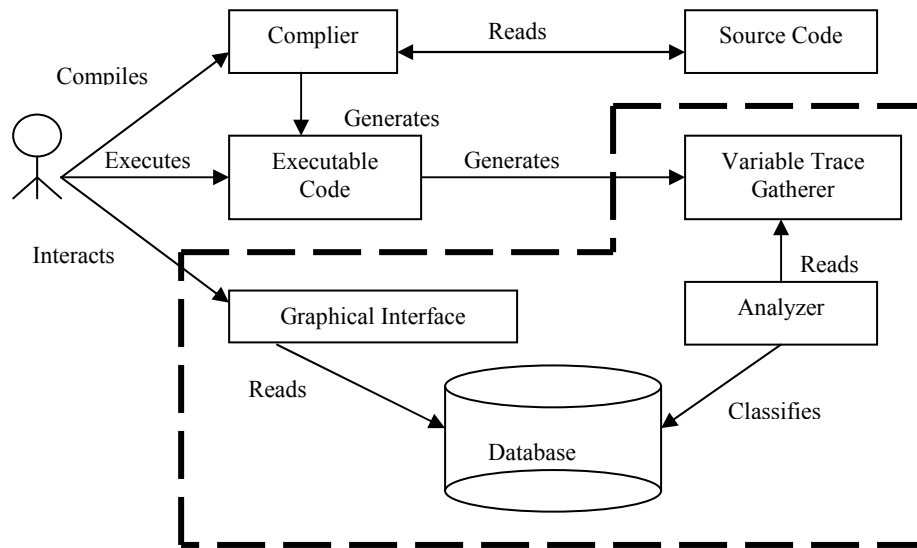 Complier
Reads
Source Code
Compiles
Generates
Executes
Executable
Code
Generates
Variable Trace
Gatherer
Interacts
Reads
Graphical Interface
Analyzer
Reads
Classifies
Database